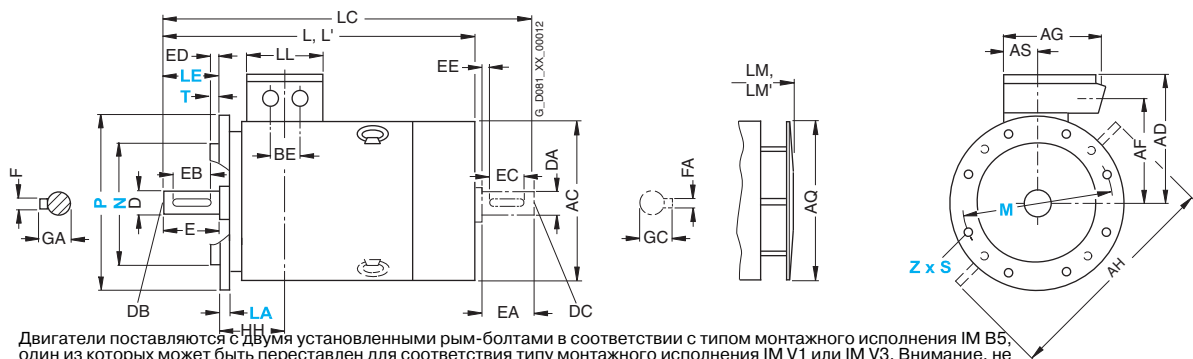 LC
L, L'
ED
LL
EE
G_D081_XX_00012
LE
T
BE
EB
F
P
N
D
GA
E
DB
LA
HH
AC
DA
EC
EA
DC
LM,
LM'
FA
GC
AQ
AG
AS
AD
AF
M
Z x S
AH
Двигатели поставляются с двумя установленными рым-болтами в соответствии с типом монтажного исполнения IM B5,
один из которых может быть переставлен для соответствия типу монтажного исполнения IM V1 или IM V3. Внимание, не